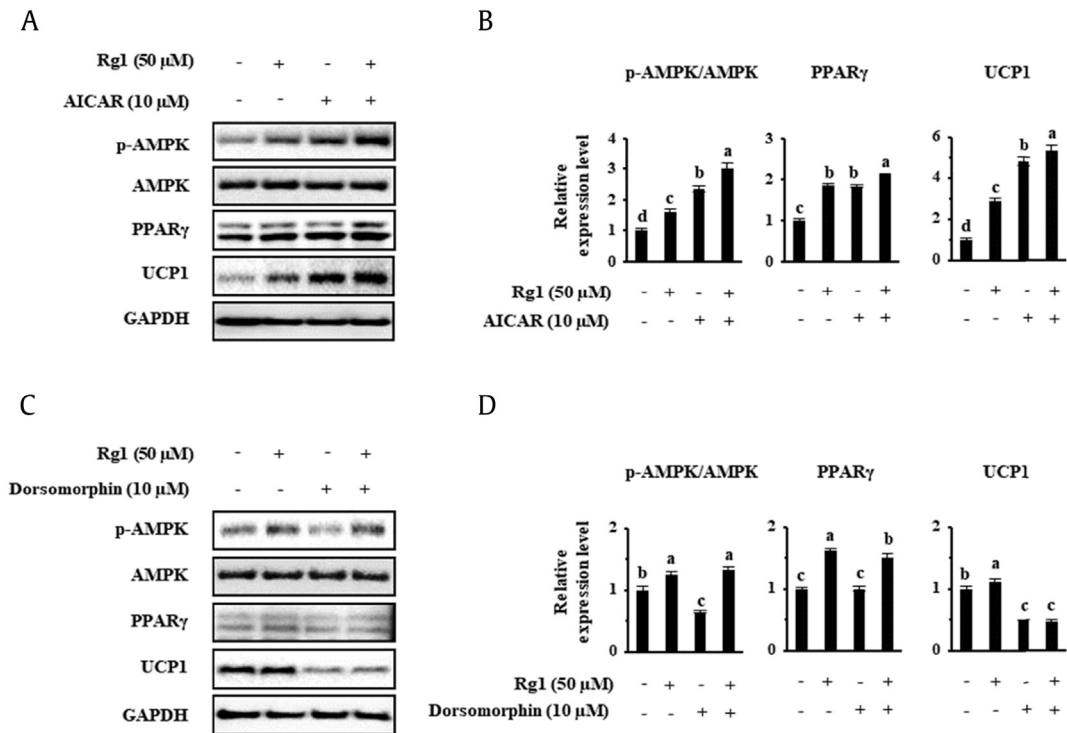 A
Rg1 (50 µM) - + - +
AICAR (10 µM) - - + +
p-AMPK
AMPK
PPARγ
UCP1
GAPDH
B
p-AMPK/AMPK PPARγ UCP1
Relative expression level
4
3
2
1
0
d c b a
3
2
1
0
c b b a
6
4
2
0
d c b a
Rg1 (50 µM) - + - + - + - + - + - +
AICAR (10 µM) - - + + - - + + - - + +
C
Rg1 (50 µM) - + - +
Dorsomorphin (10 µM) - - + +
p-AMPK
AMPK
PPARγ
UCP1
GAPDH
D
p-AMPK/AMPK PPARγ UCP1
Relative expression level
2
1
0
b a c a
2
1
0
c a c b
2
1
0
b a c c
Rg1 (50 µM) - + - + - + - + - + - +
Dorsomorphin (10 µM) - - + + - - + + - - + +